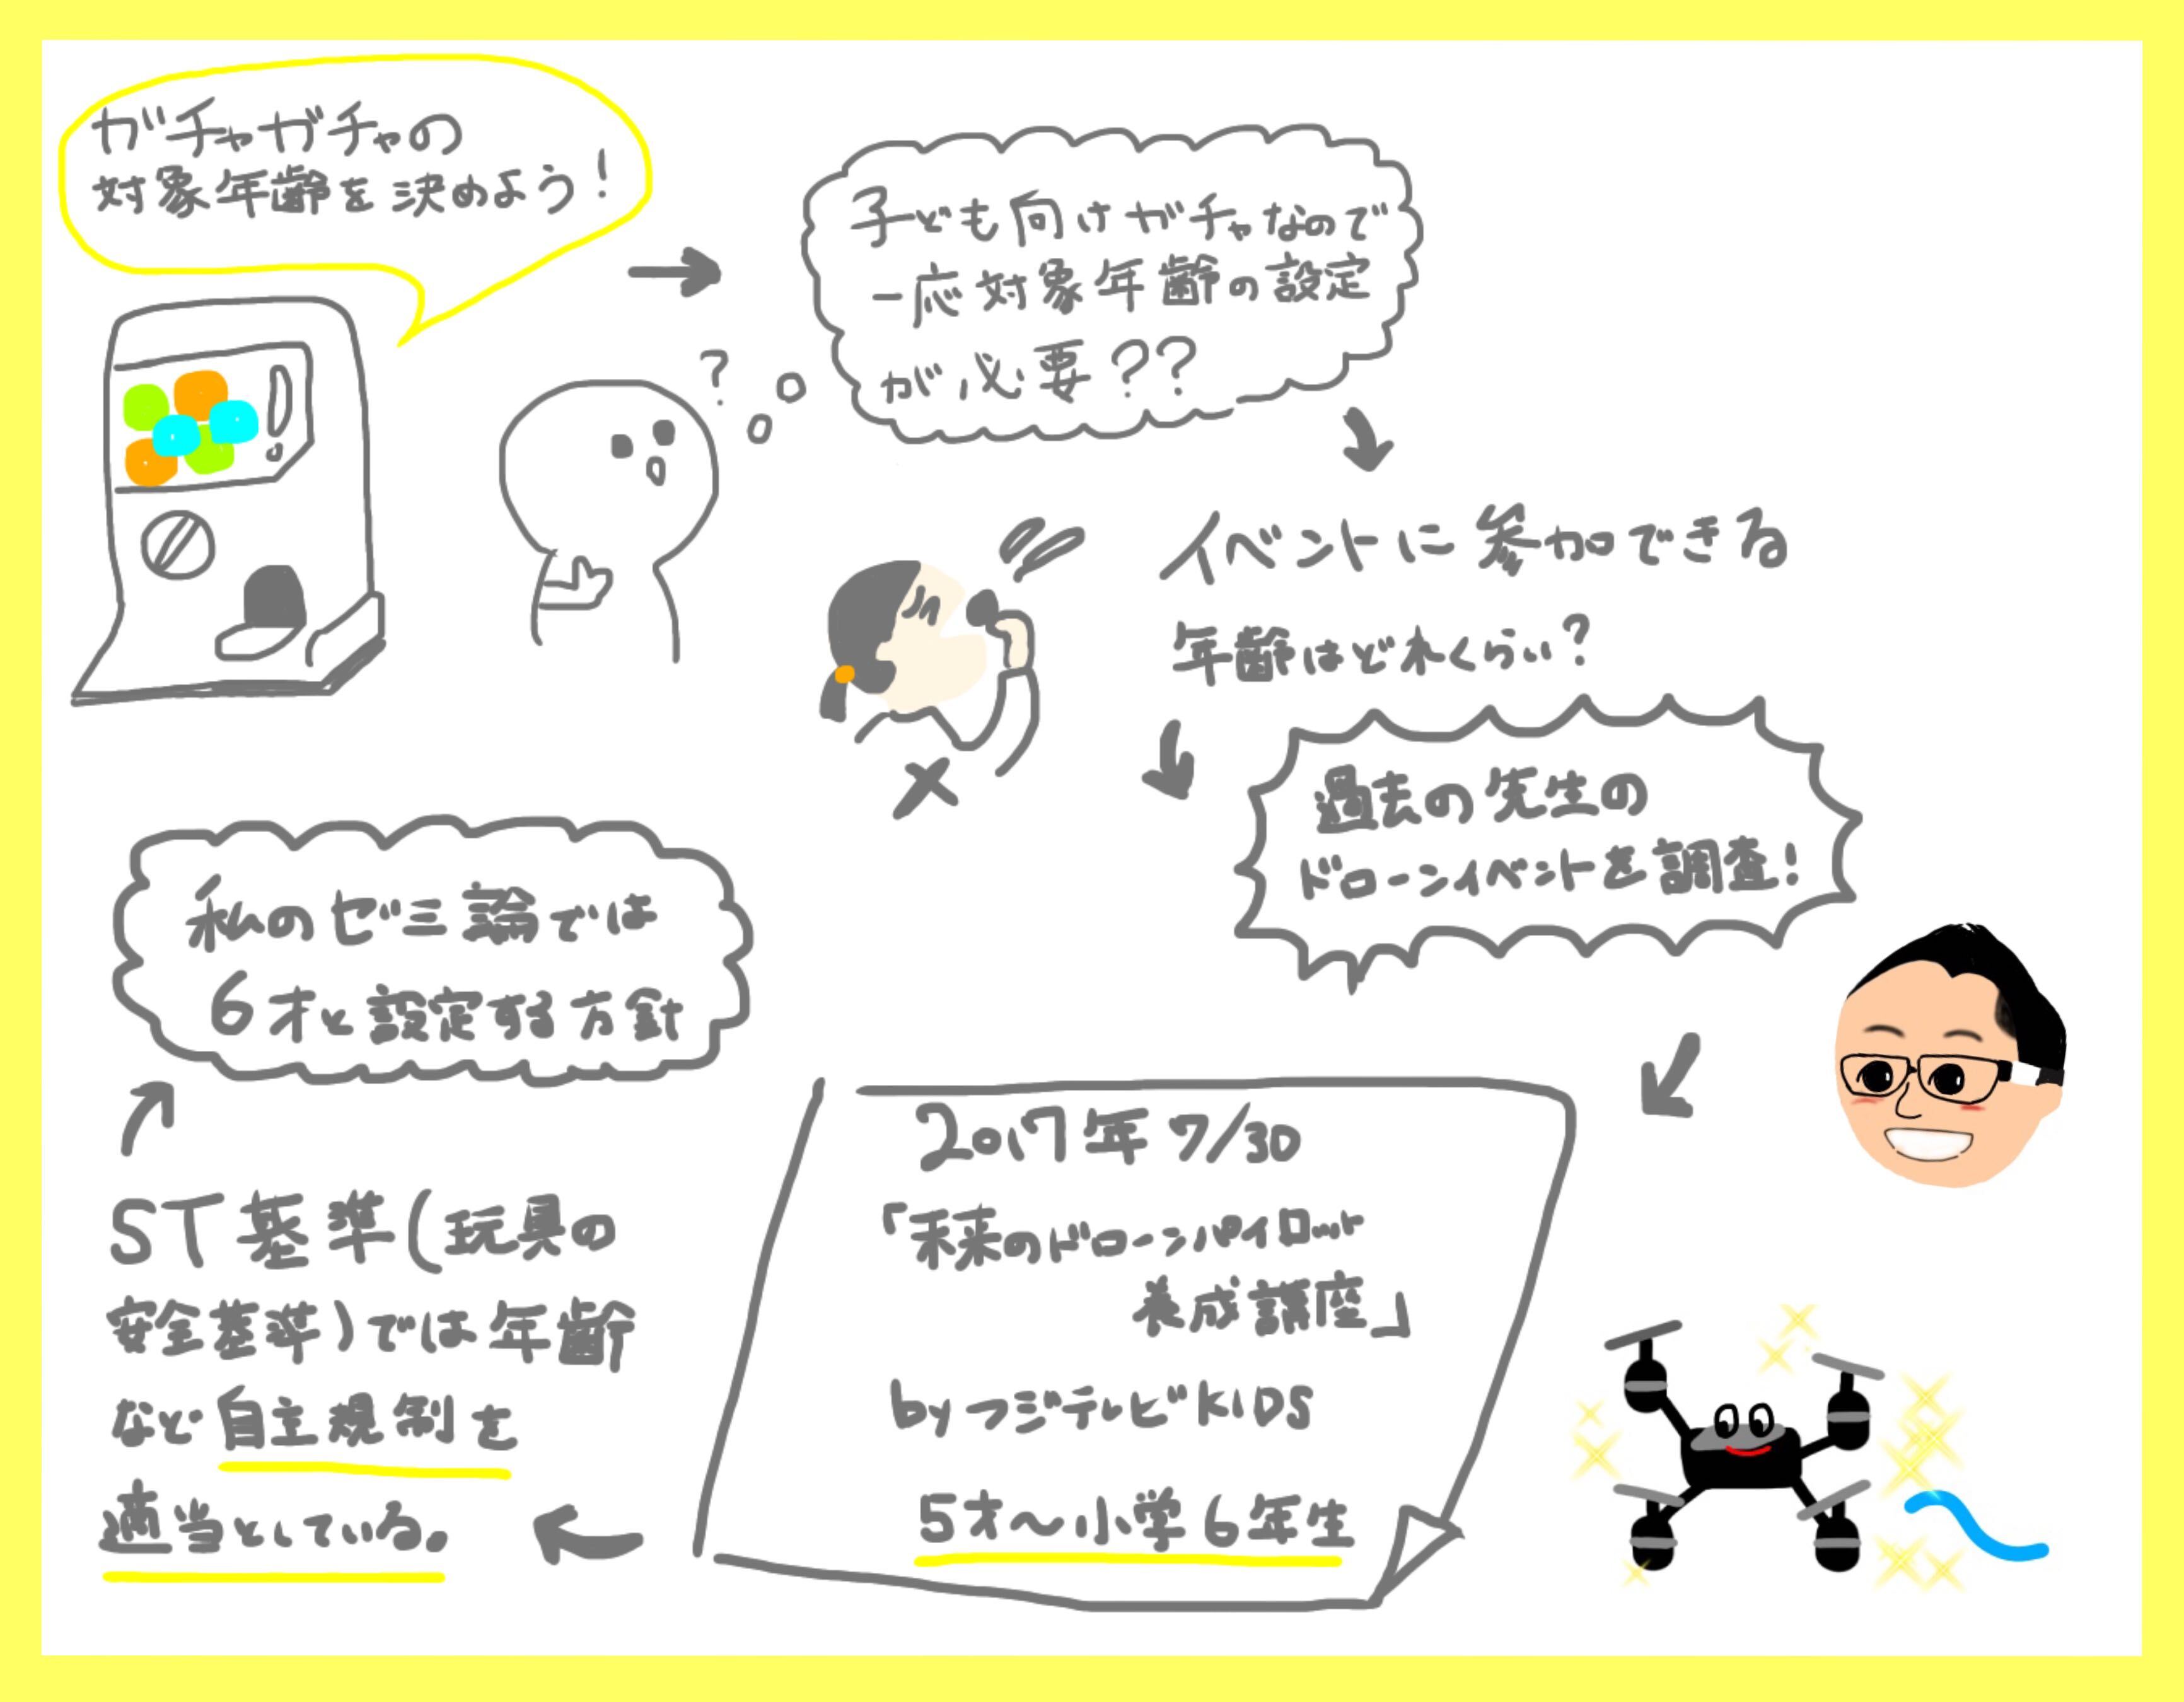 ガチャガチャの
対象年齢を決めよう!
子ども向けガチャなので
一応対象年齢の設定
が必要??
?
イベントに参加できる
年齢はどれくらい?
過去の先生の
ドローンイベントを調査!
2017年7/30
「未来のドローンパイロット
養成講座」
byフジテレビKIDS
5才〜小学6年生
ST基準(玩具の
安全基準)では年齢
など自主規制を
適当としている。
私のゼミ論では
6才と設定する方針